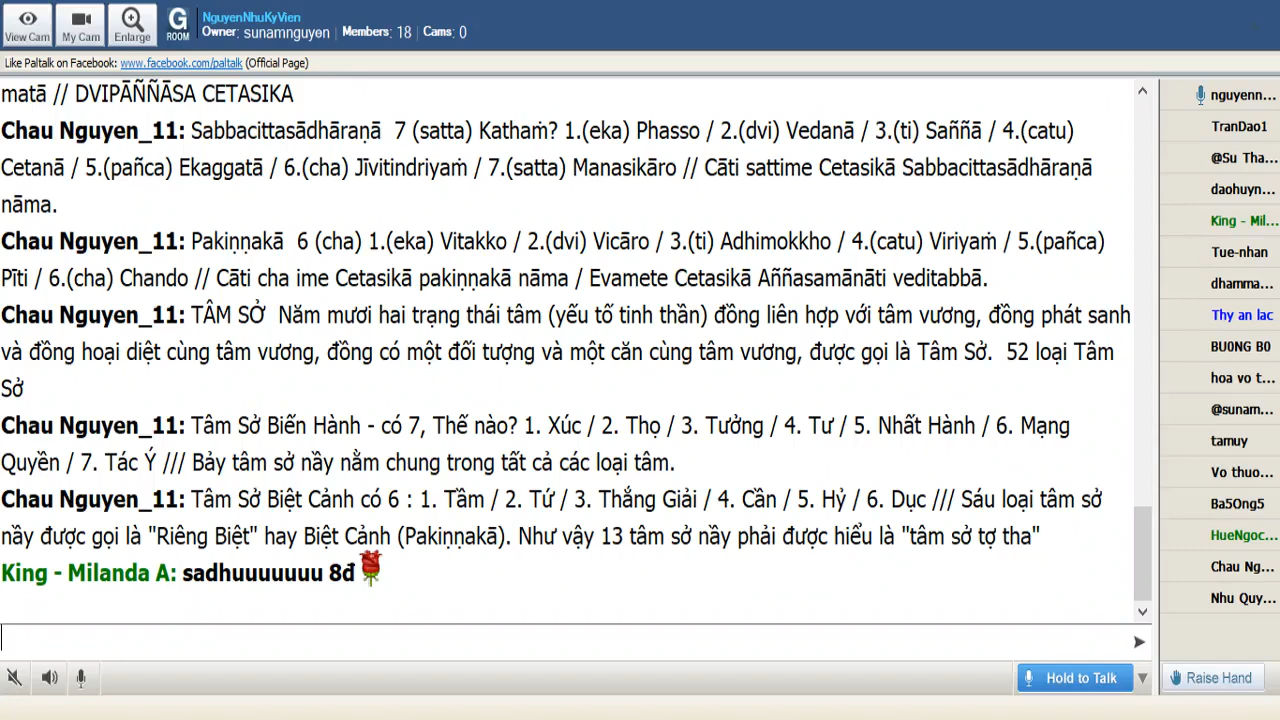 View Cam
My Cam
Enlarge
G
ROOM
NguyenNhuKyVien
Owner: sunamnguyen Members: 18 Cams: 0
Like Paltalk on Facebook: www.facebook.com/paltalk (Official Page)
matā // DVIPĀÑÑĀSA CETASIKA
Chau Nguyen_11: Sabbacittasādhāraṇā 7 (satta) Kathaṁ? 1.(eka) Phasso / 2.(dvi) Vedanā / 3.(ti) Saññā / 4.(catu)
Cetanā / 5.(pañca) Ekaggatā / 6.(cha) Jīvitindriyaṁ / 7.(satta) Manasikāro // Cāti sattime Cetasikā Sabbacittasādhāraṇā
nāma.
Chau Nguyen_11: Pakiṇṇakā 6 (cha) 1.(eka) Vitakko / 2.(dvi) Vicāro / 3.(ti) Adhimokkho / 4.(catu) Viriyaṁ / 5.(pañca)
Pīti / 6.(cha) Chando // Cāti cha ime Cetasikā pakiṇṇakā nāma / Evamete Cetasikā Aññasamānāti veditabbā.
Chau Nguyen_11: TÂM SỞ Năm mươi hai trạng thái tâm (yếu tố tinh thần) đồng liên hợp với tâm vương, đồng phát sanh
và đồng hoại diệt cùng tâm vương, đồng có một đối tượng và một căn cùng tâm vương, được gọi là Tâm Sở. 52 loại Tâm
Sở
Chau Nguyen_11: Tâm Sở Biến Hành - có 7, Thế nào? 1. Xúc / 2. Thọ / 3. Tưởng / 4. Tư / 5. Nhất Hành / 6. Mạng
Quyền / 7. Tác Ý /// Bảy tâm sở nầy nằm chung trong tất cả các loại tâm.
Chau Nguyen_11: Tâm Sở Biệt Cảnh có 6 : 1. Tầm / 2. Tứ / 3. Thắng Giải / 4. Cần / 5. Hỷ / 6. Dục /// Sáu loại tâm sở
nầy được gọi là "Riêng Biệt" hay Biệt Cảnh (Pakiṇṇakā). Như vậy 13 tâm sở nầy phải được hiểu là "tâm sở tợ tha"
King - Milanda A: sadhuuuuuuu 8đ
nguyenn...
TranDao1
@Su Tha...
daohuyn...
King - Mil...
Tue-nhan
dhamma...
Thy an lac
BU0NG B0
hoa vo t...
@sunam...
tamuy
Vo thuo...
Ba5Ong5
HueNgoc...
Chau Ng...
Nhu Quy...
Hold to Talk
Raise Hand